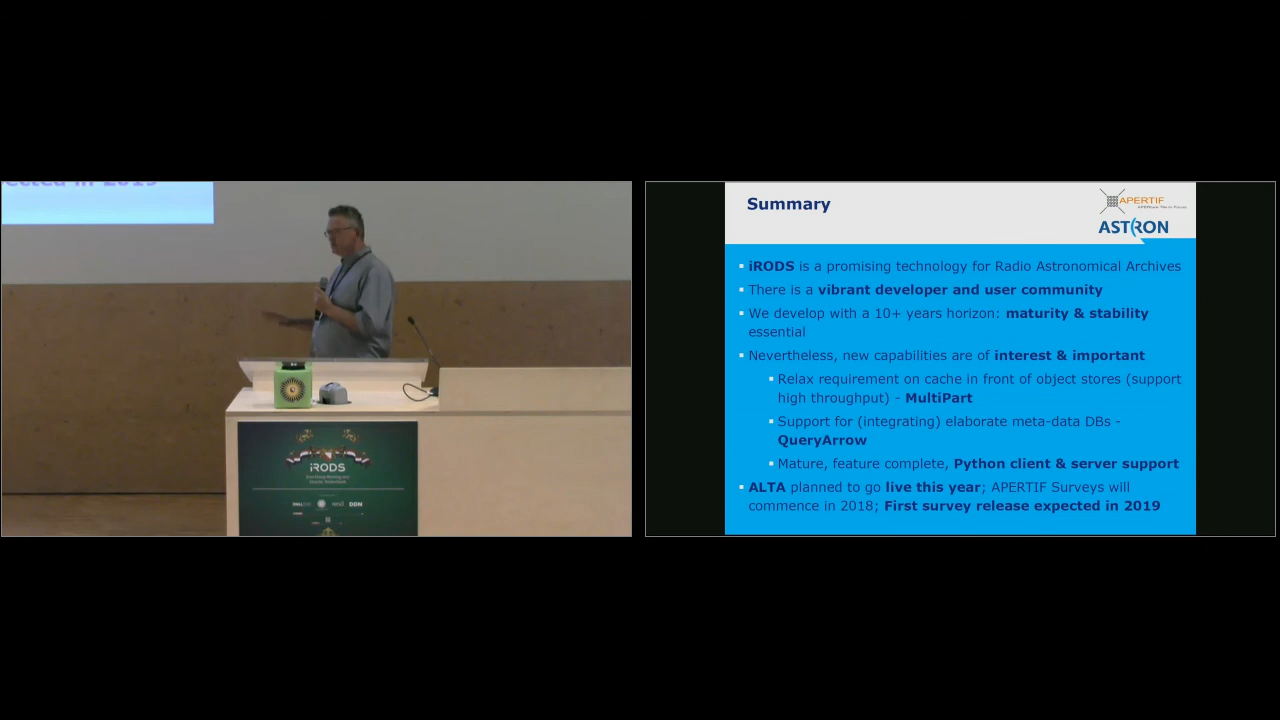 ected in 2019
iRODS
DDN
Summary
APERTIF
ASTRON
▪ iRODS is a promising technology for Radio Astronomical Archives
▪ There is a vibrant developer and user community
▪ We develop with a 10+ years horizon: maturity & stability
essential
▪ Nevertheless, new capabilities are of interest & important
▪ Relax requirement on cache in front of object stores (support
high throughput) - MultiPart
▪ Support for (integrating) elaborate meta-data DBs -
QueryArrow
▪ Mature, feature complete, Python client & server support
▪ ALTA planned to go live this year; APERTIF Surveys will
commence in 2018; First survey release expected in 2019